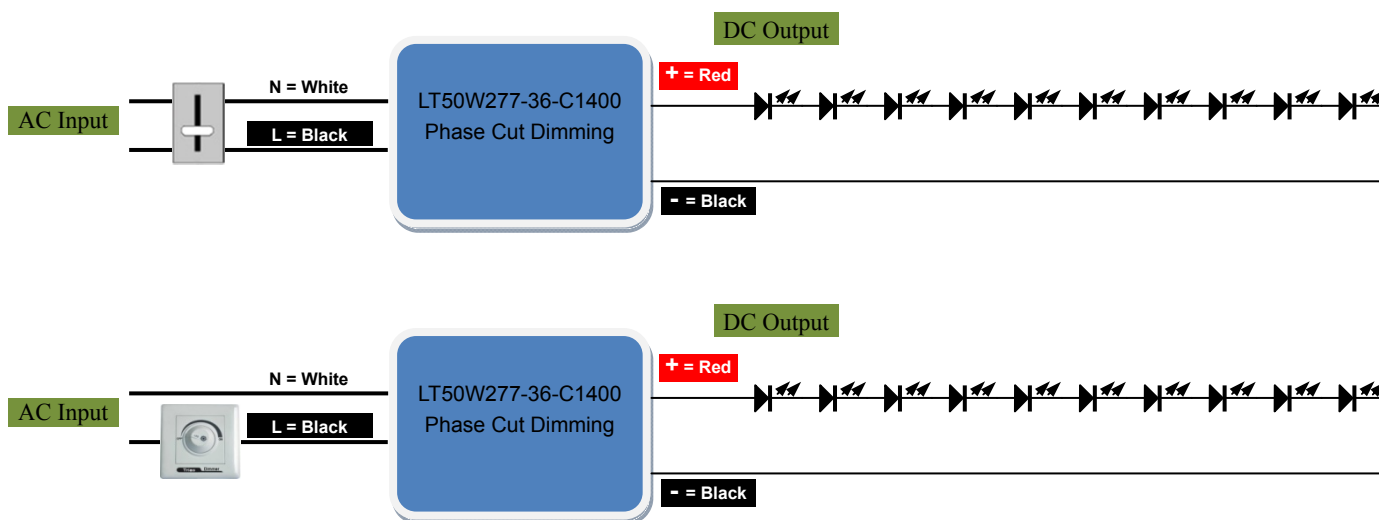 DC Output
+ = Red
N = White
AC Input
L = Black
LT50W277-36-C1400
Phase Cut Dimming
- = Black
DC Output
+ = Red
N = White
AC Input
L = Black
LT50W277-36-C1400
Phase Cut Dimming
- = Black